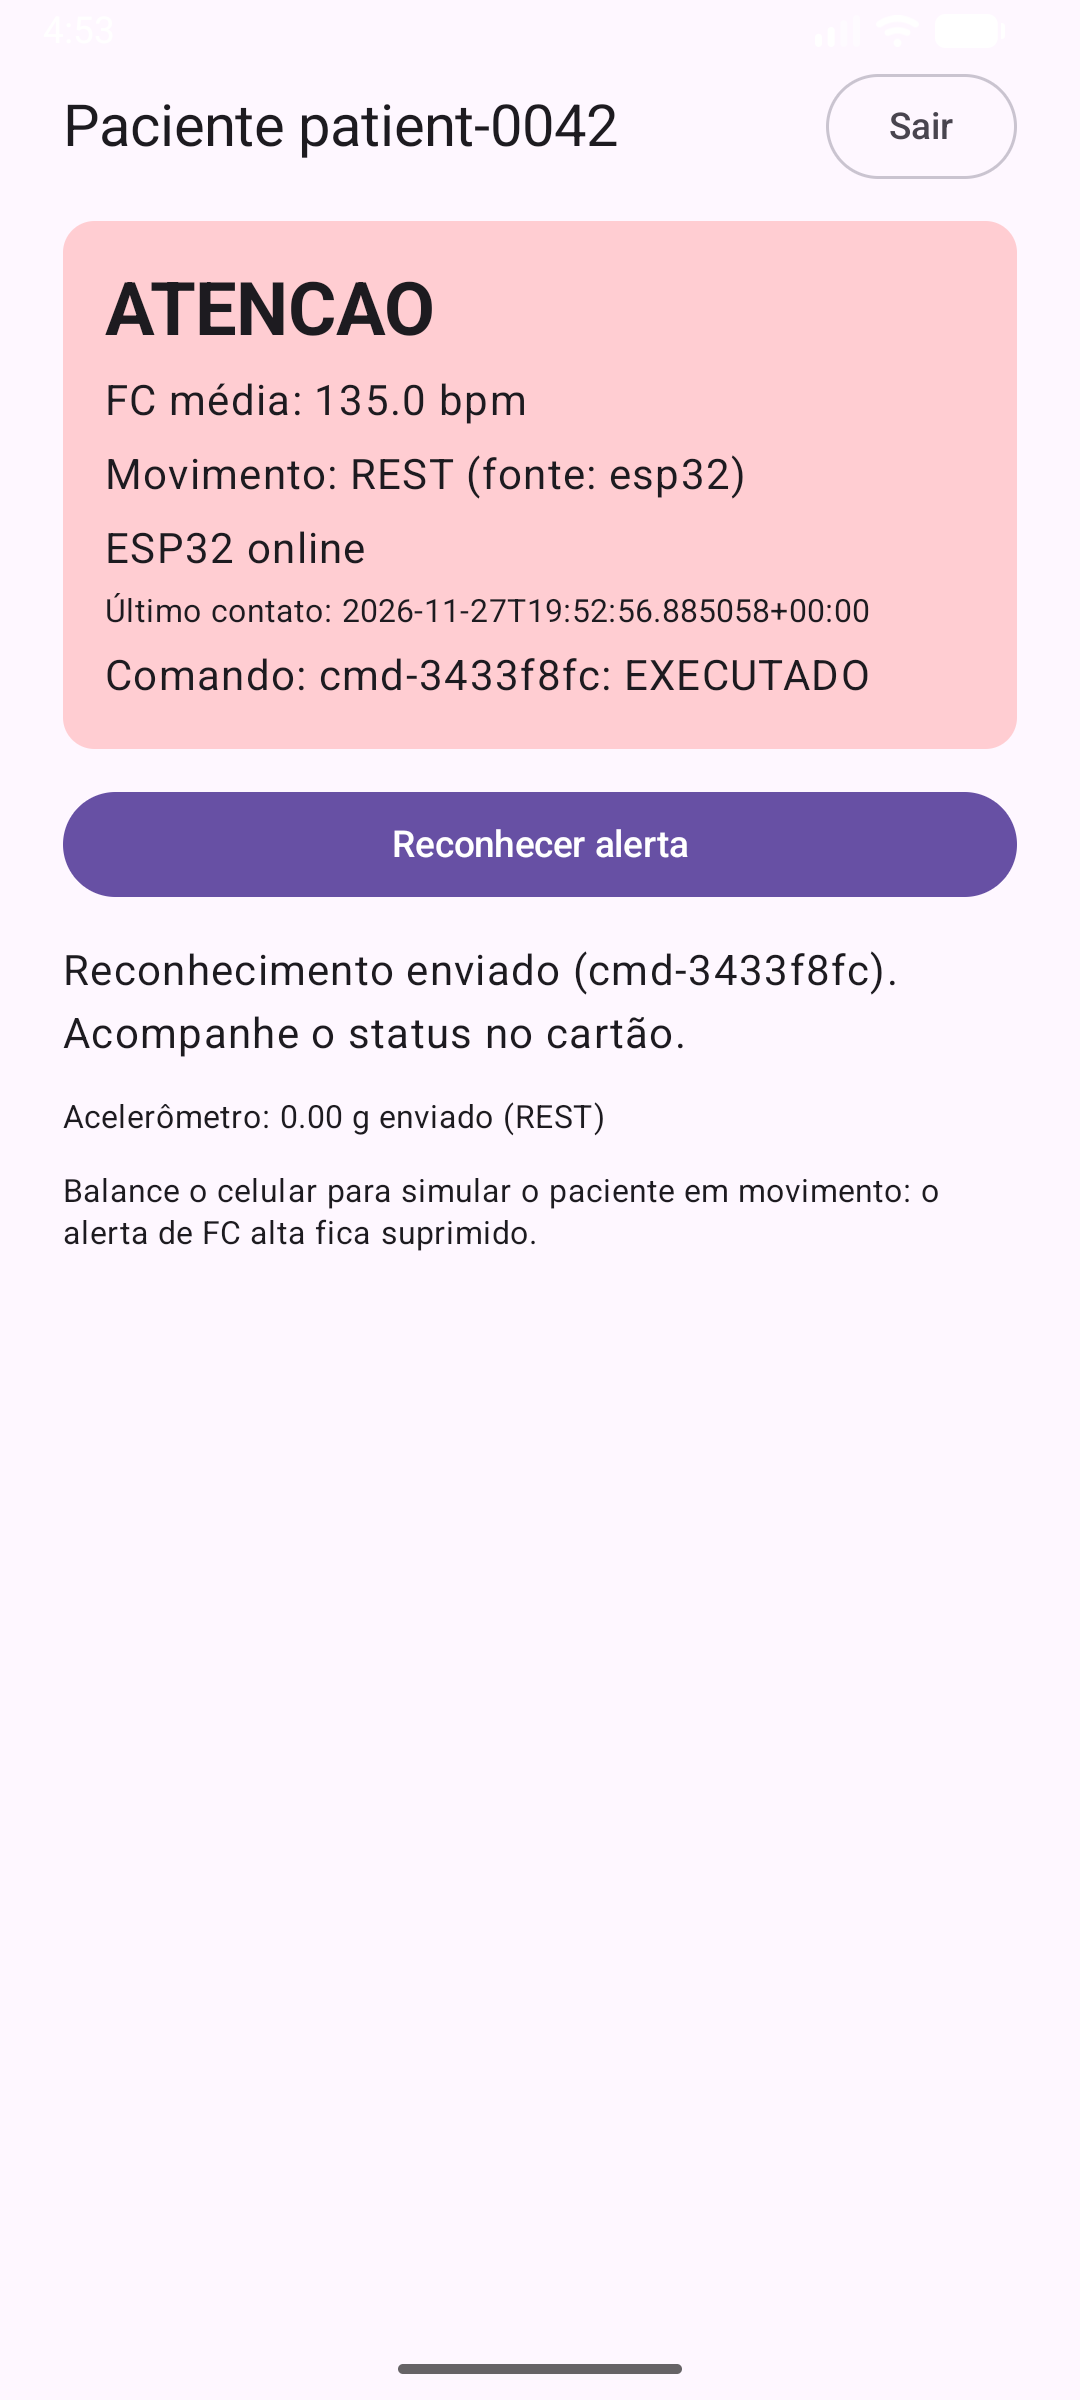 4:53
Paciente patient-0042
Sair
ATENCAO
FC média: 135.0 bpm
Movimento: REST (fonte: esp32)
ESP32 online
Último contato: 2026-11-27T19:52:56.885058+00:00
Comando: cmd-3433f8fc: EXECUTADO
Reconhecer alerta
Reconhecimento enviado (cmd-3433f8fc).
Acompanhe o status no cartão.
Acelerômetro: 0.00 g enviado (REST)
Balance o celular para simular o paciente em movimento: o
alerta de FC alta fica suprimido.